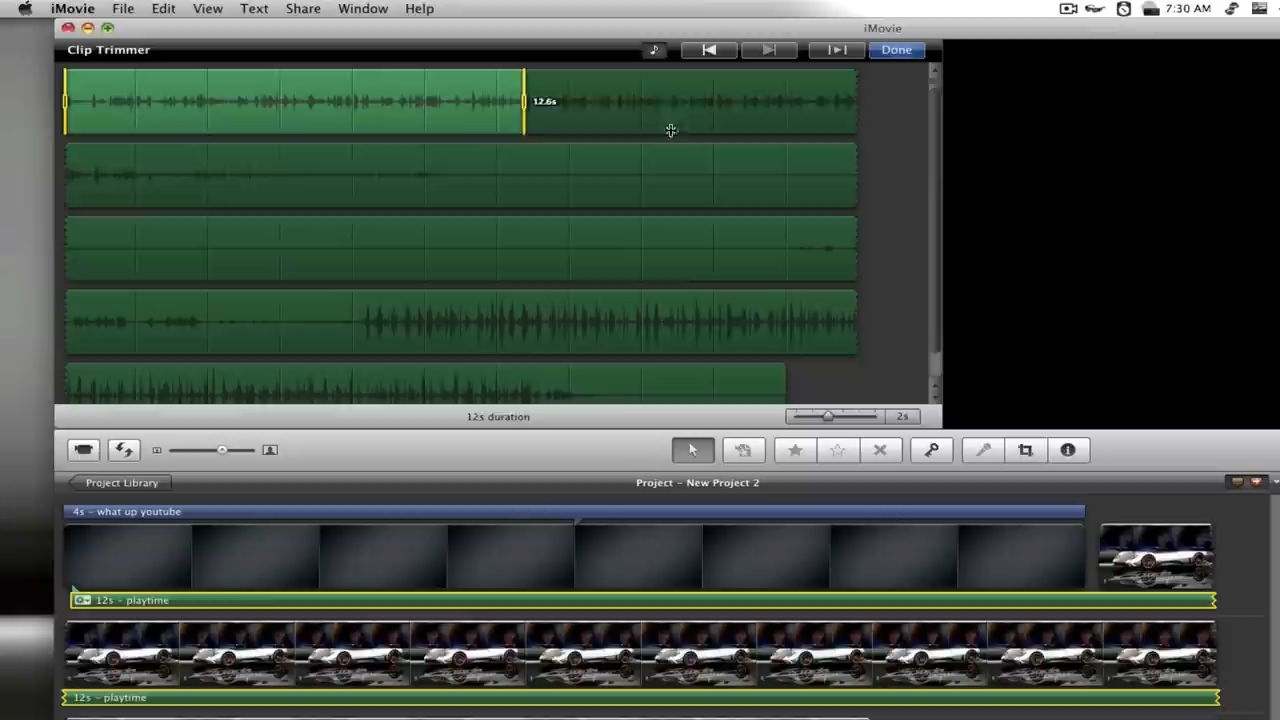 iMovie File Edit View Text Share Window Help 7:30 AM
iMovie
Clip Trimmer Done
12.6s
12s duration 2s
Project Library Project - New Project 2
4s - what up youtube
12s - playtime
12s - playtime